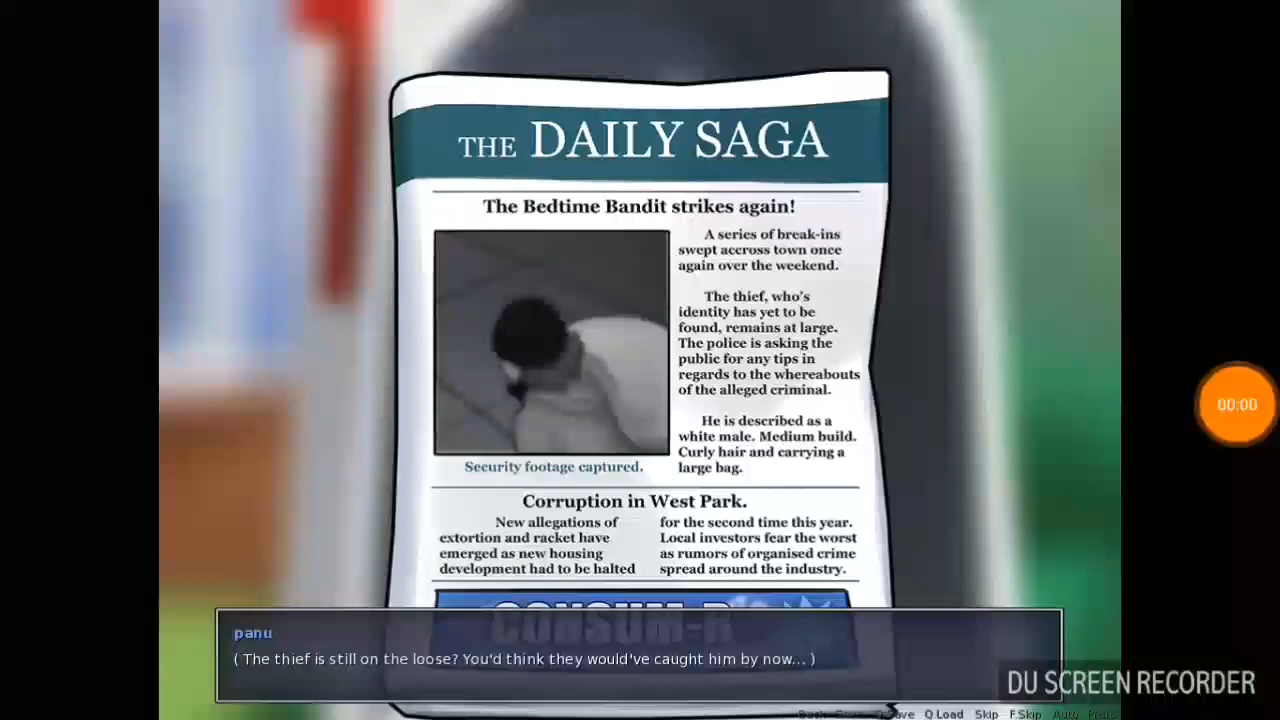 THE DAILY SAGA
The Bedtime Bandit strikes again!
A series of break-ins
swept accross town once
again over the weekend.
The thief, who's
identity has yet to be
found, remains at large.
The police is asking the
public for any tips in
regards to the whereabouts
of the alleged criminal.
He is described as a
white male. Medium build.
Curly hair and carrying a
large bag.
Security footage captured.
Corruption in West Park.
New allegations of
extortion and racket have
emerged as new housing
development had to be halted
for the second time this year.
Local investors fear the worst
as rumors of organised crime
spread around the industry.
CONSUM-R
panu
( The thief is still on the loose? You'd think they would've caught him by now... )
Q.Load Skip F.Skip Auto
00:00
DU SCREEN RECORDER